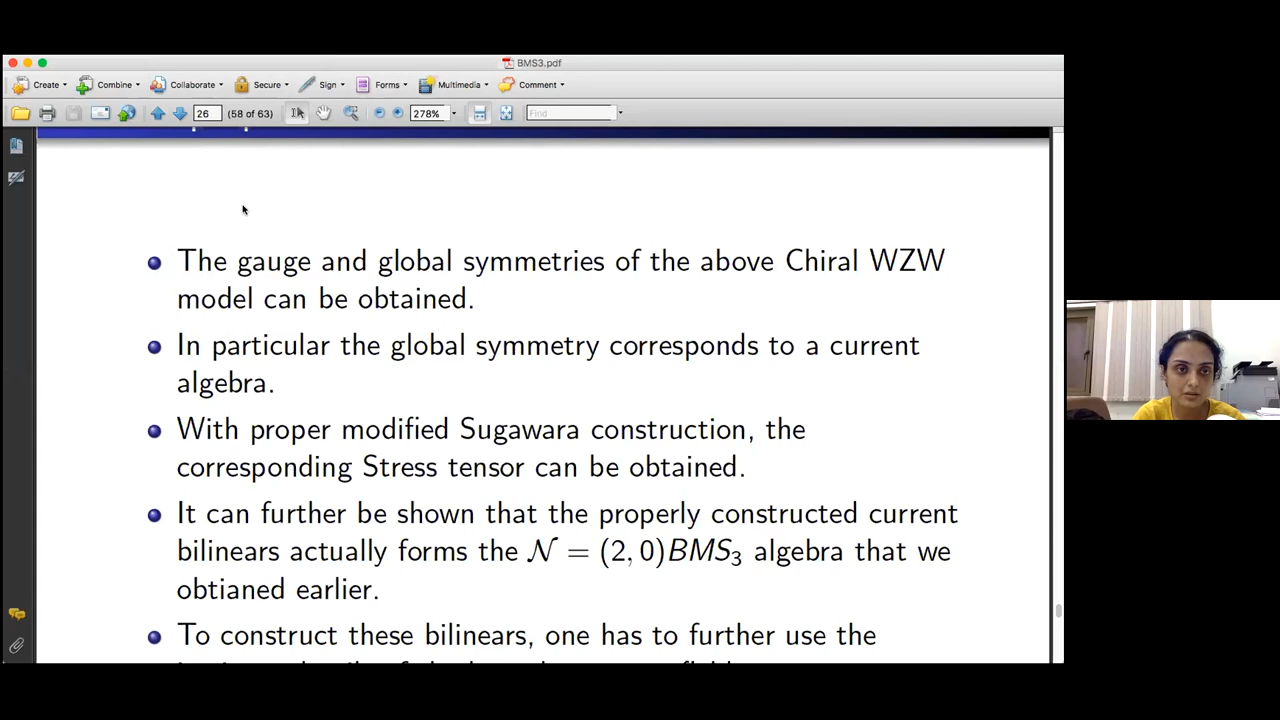 BMS3.pdf
Create Combine Collaborate Secure Sign Forms Multimedia Comment
26 (58 of 63) 278% Find
The gauge and global symmetries of the above Chiral WZW
model can be obtained.
In particular the global symmetry corresponds to a current
algebra.
With proper modified Sugawara construction, the
corresponding Stress tensor can be obtained.
It can further be shown that the properly constructed current
bilinears actually forms the 𝒩 = (2, 0)BMS₃ algebra that we
obtianed earlier.
To construct these bilinears, one has to further use the